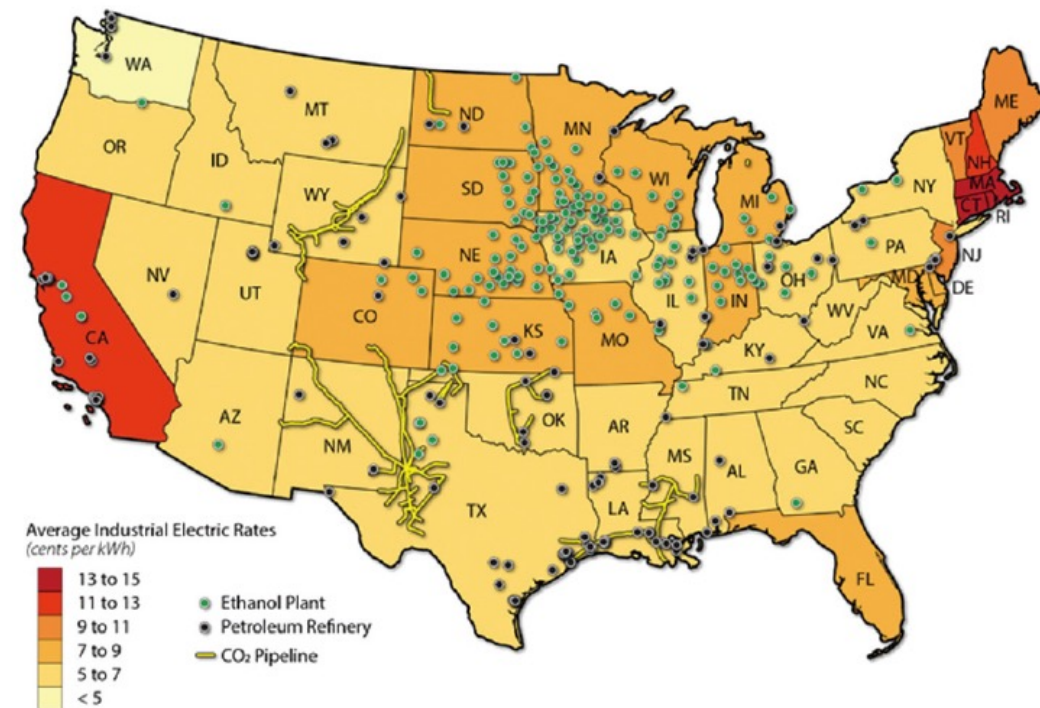 WA
MT
ND
MN
ME
VT
NH
MA
CT
RI
OR
ID
WY
SD
WI
MI
NY
NE
IA
PA
NJ
NV
UT
CO
IL
IN
OH
MD
DE
CA
KS
MO
WV
VA
KY
AZ
NM
OK
AR
TN
NC
SC
TX
LA
MS
AL
GA
FL
Average Industrial Electric Rates
(cents per kWh)
13 to 15
11 to 13
9 to 11
7 to 9
5 to 7
< 5
Ethanol Plant
Petroleum Refinery
CO₂ Pipeline